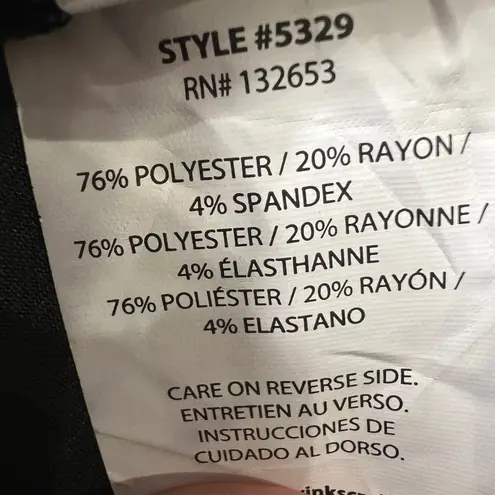 STYLE #5329
RN# 132653
76% POLYESTER / 20% RAYON /
4% SPANDEX
76% POLYESTER / 20% RAYONNE /
4% ÉLASTHANNE
76% POLIÉSTER / 20% RAYÓN /
4% ELASTANO
CARE ON REVERSE SIDE.
ENTRETIEN AU VERSO.
INSTRUCCIONES DE
CUIDADO AL DORSO.